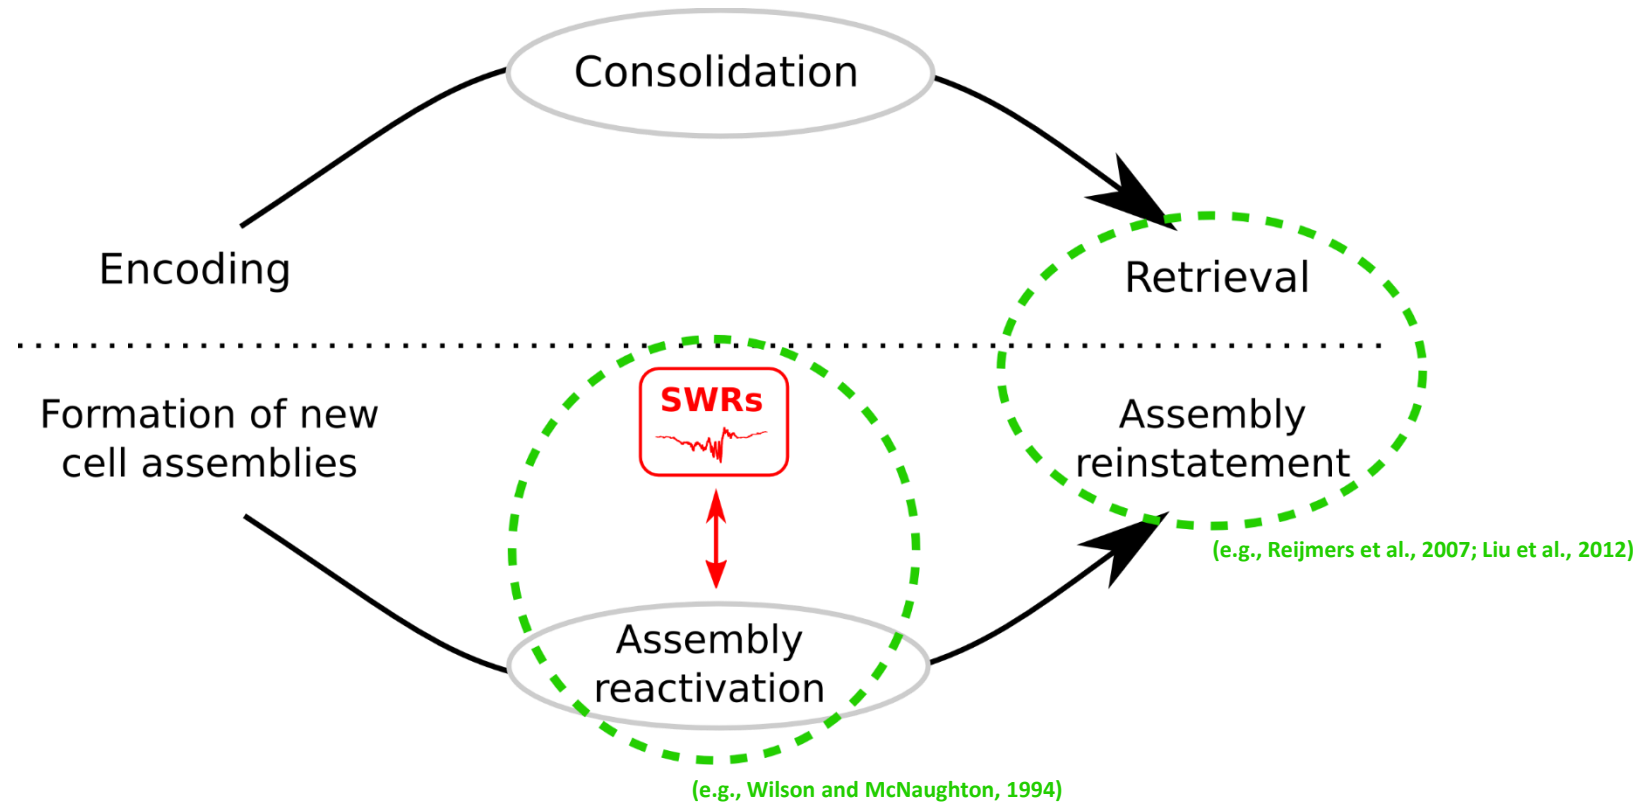 Consolidation
Encoding
Retrieval
SWRs
Formation of new
cell assemblies
Assembly
reinstatement
(e.g., Reijmers et al., 2007; Liu et al., 2012)
Assembly
reactivation
(e.g., Wilson and McNaughton, 1994)